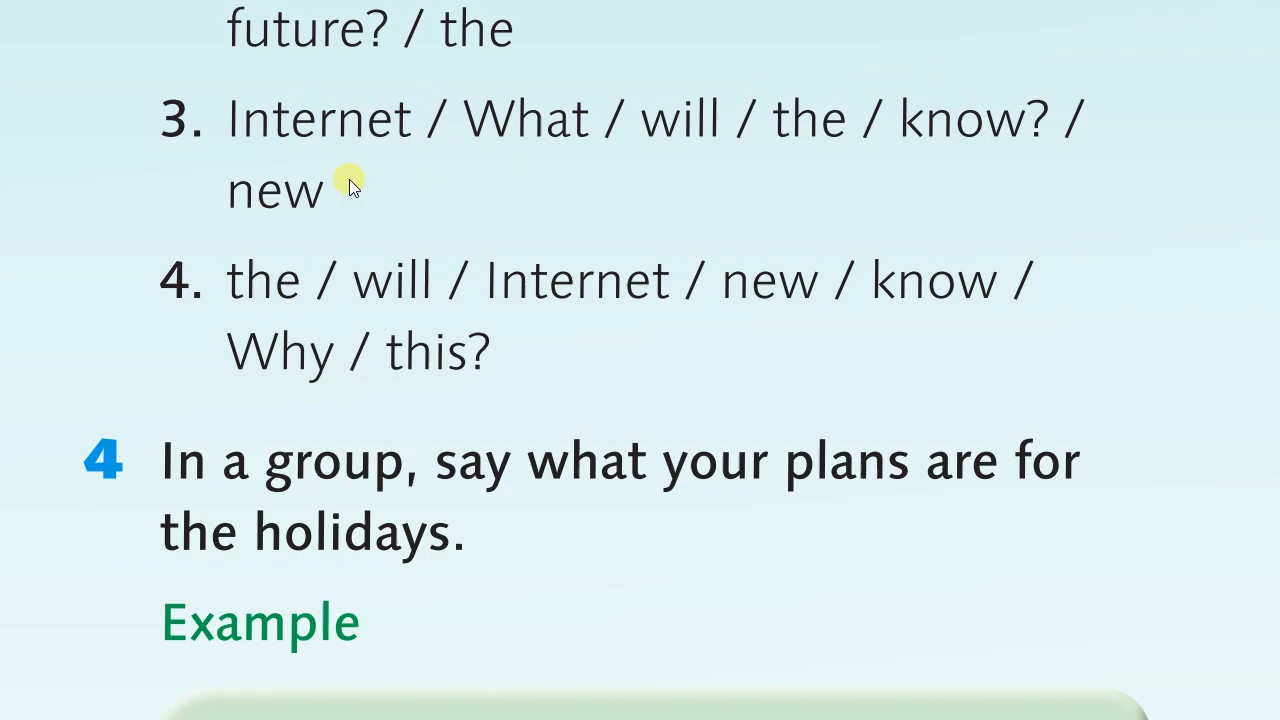 future? / the
3. Internet / What / will / the / know? /
new
4. the / will / Internet / new / know /
Why / this?
4 In a group, say what your plans are for
the holidays.
Example